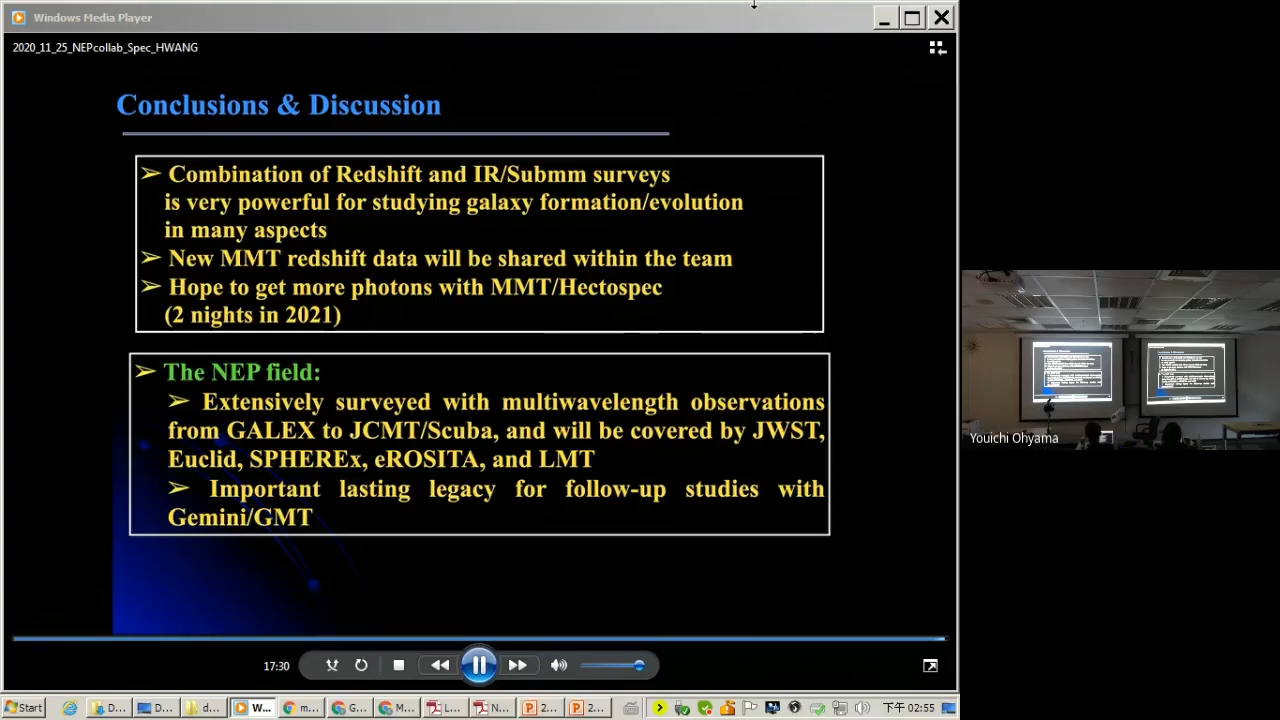 Windows Media Player
2020_11_25_NEPcollab_Spec_HWANG
Conclusions & Discussion
➢ Combination of Redshift and IR/Submm surveys
is very powerful for studying galaxy formation/evolution
in many aspects
➢ New MMT redshift data will be shared within the team
➢ Hope to get more photons with MMT/Hectospec
(2 nights in 2021)
➢ The NEP field:
➢ Extensively surveyed with multiwavelength observations
from GALEX to JCMT/Scuba, and will be covered by JWST,
Euclid, SPHEREx, eROSITA, and LMT
➢ Important lasting legacy for follow-up studies with
Gemini/GMT
Youichi Ohyama
17:30
Start D... D... d... W... m... G... M... L... N... 2... 2... 下午 02:55